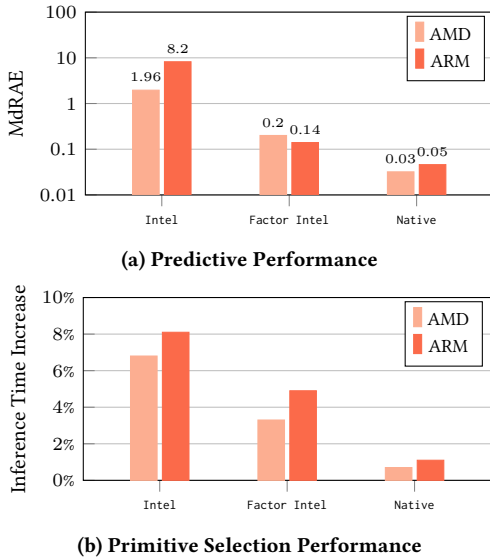 100
10
1
0.1
0.01
MdRAE
1.96
8.2
0.2
0.14
0.03
0.05
AMD
ARM
Intel
Factor Intel
Native
(a) Predictive Performance
10%
8%
6%
4%
2%
0%
Inference Time Increase
AMD
ARM
Intel
Factor Intel
Native
(b) Primitive Selection Performance